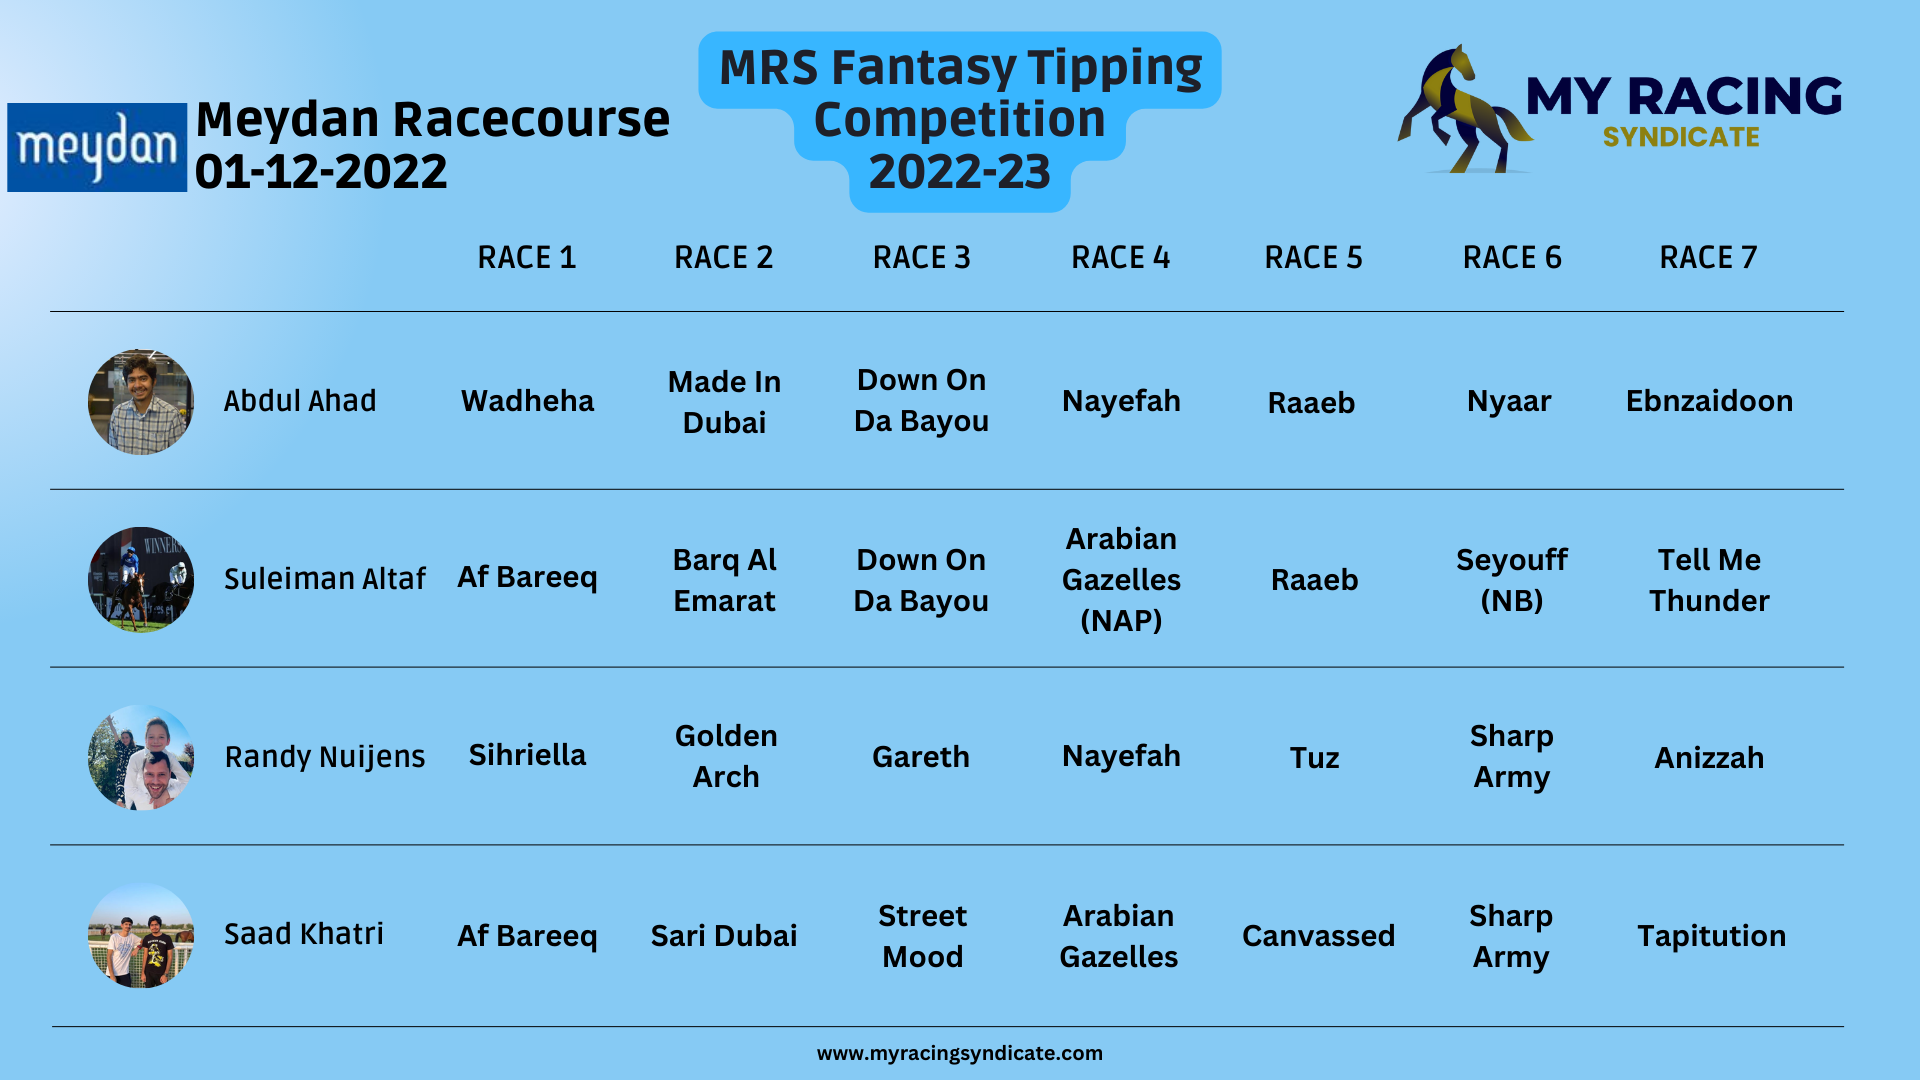 MRS Fantasy Tipping
Competition
2022-23
meydan
Meydan Racecourse
01-12-2022
MY RACING
SYNDICATE
RACE 1 RACE 2 RACE 3 RACE 4 RACE 5 RACE 6 RACE 7
Abdul Ahad
Wadheha
Made In
Dubai
Down On
Da Bayou
Nayefah
Raaeb
Nyaar
Ebnzaidoon
WINNERS
Suleiman Altaf
Af Bareeq
Barq Al
Emarat
Down On
Da Bayou
Arabian
Gazelles
(NAP)
Raaeb
Seyouff
(NB)
Tell Me
Thunder
Randy Nuijens
Sihriella
Golden
Arch
Gareth
Nayefah
Tuz
Sharp
Army
Anizzah
Saad Khatri
Af Bareeq
Sari Dubai
Street
Mood
Arabian
Gazelles
Canvassed
Sharp
Army
Tapitution
www.myracingsyndicate.com